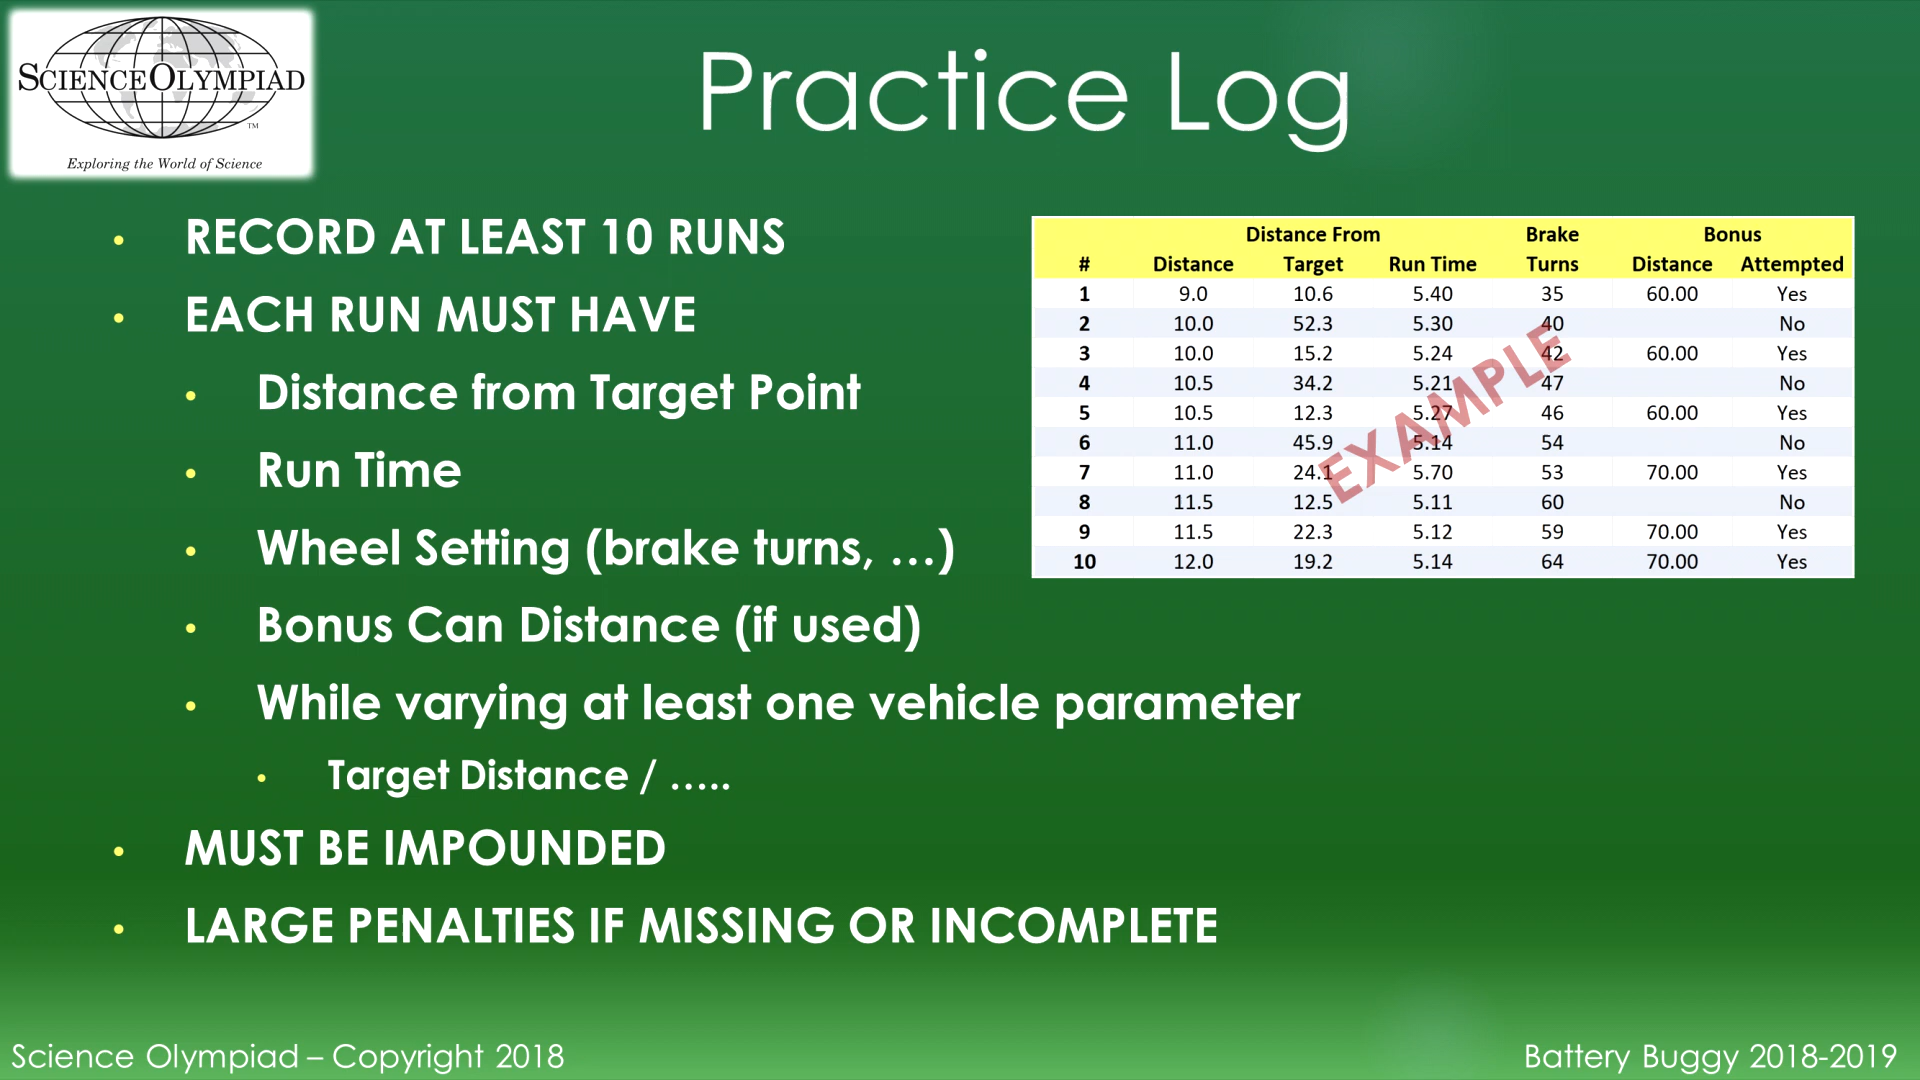 SCIENCEOLYMPIAD
TM
Exploring the World of Science
Practice Log
• RECORD AT LEAST 10 RUNS
• EACH RUN MUST HAVE
• Distance from Target Point
• Run Time
• Wheel Setting (brake turns, …)
• Bonus Can Distance (if used)
• While varying at least one vehicle parameter
• Target Distance / …..
• MUST BE IMPOUNDED
• LARGE PENALTIES IF MISSING OR INCOMPLETE
Distance From Brake Bonus
# Distance Target Run Time Turns Distance Attempted
1 9.0 10.6 5.40 35 60.00 Yes
2 10.0 52.3 5.30 40 No
3 10.0 15.2 5.24 42 60.00 Yes
4 10.5 34.2 5.21 47 No
5 10.5 12.3 5.27 46 60.00 Yes
6 11.0 45.9 5.14 54 No
7 11.0 24.1 5.70 53 70.00 Yes
8 11.5 12.5 5.11 60 No
9 11.5 22.3 5.12 59 70.00 Yes
10 12.0 19.2 5.14 64 70.00 Yes
EXAMPLE
Science Olympiad – Copyright 2018
Battery Buggy 2018-2019